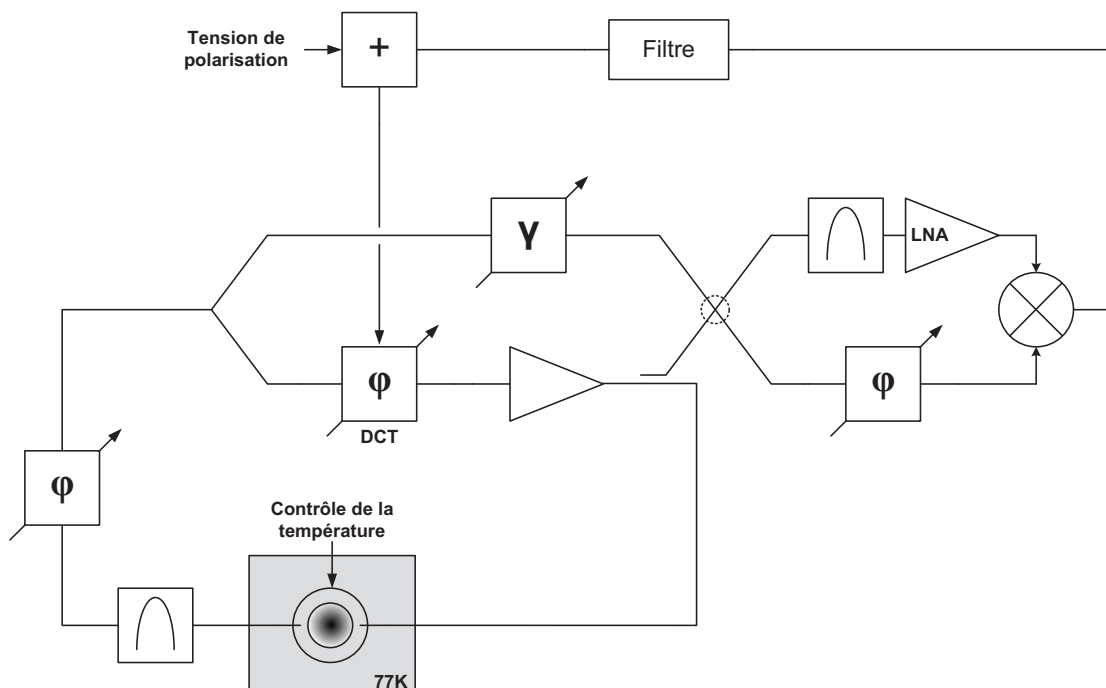 Tension de
polarisation
+
Filtre
γ
LNA
φ
DCT
φ
φ
Contrôle de la
température
77K